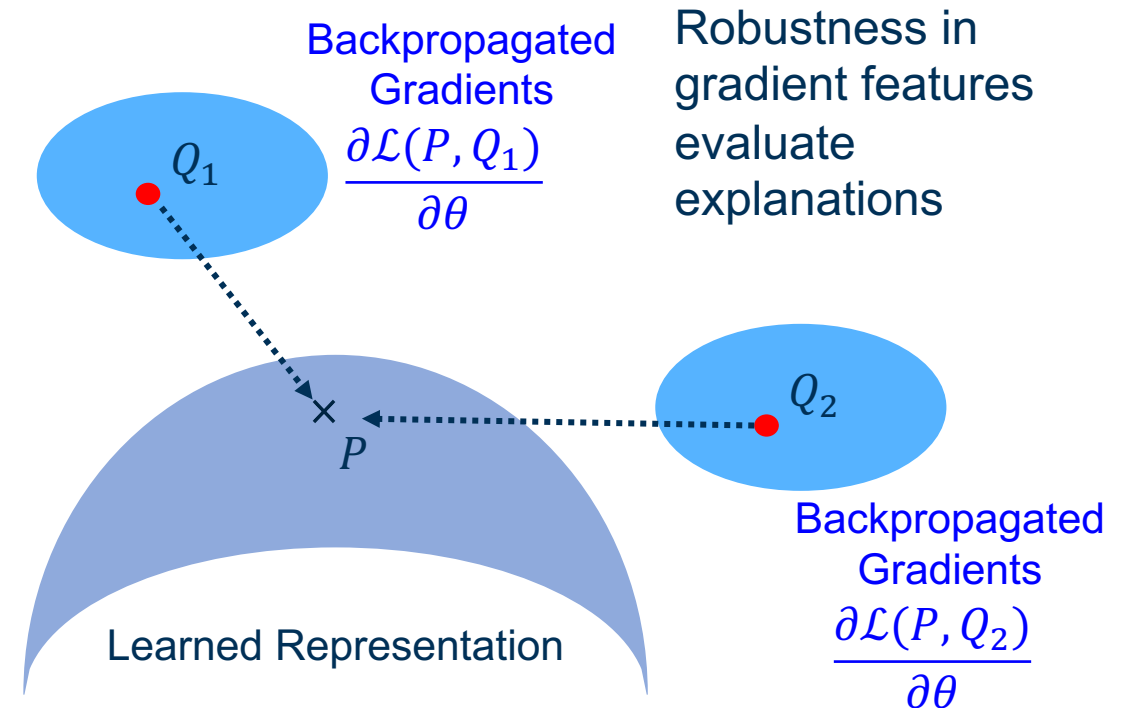 Backpropagated
Gradients
∂ℒ(P, Q₁)
∂θ
Robustness in
gradient features
evaluate
explanations
Q₁
Q₂
P
Learned Representation
Backpropagated
Gradients
∂ℒ(P, Q₂)
∂θ